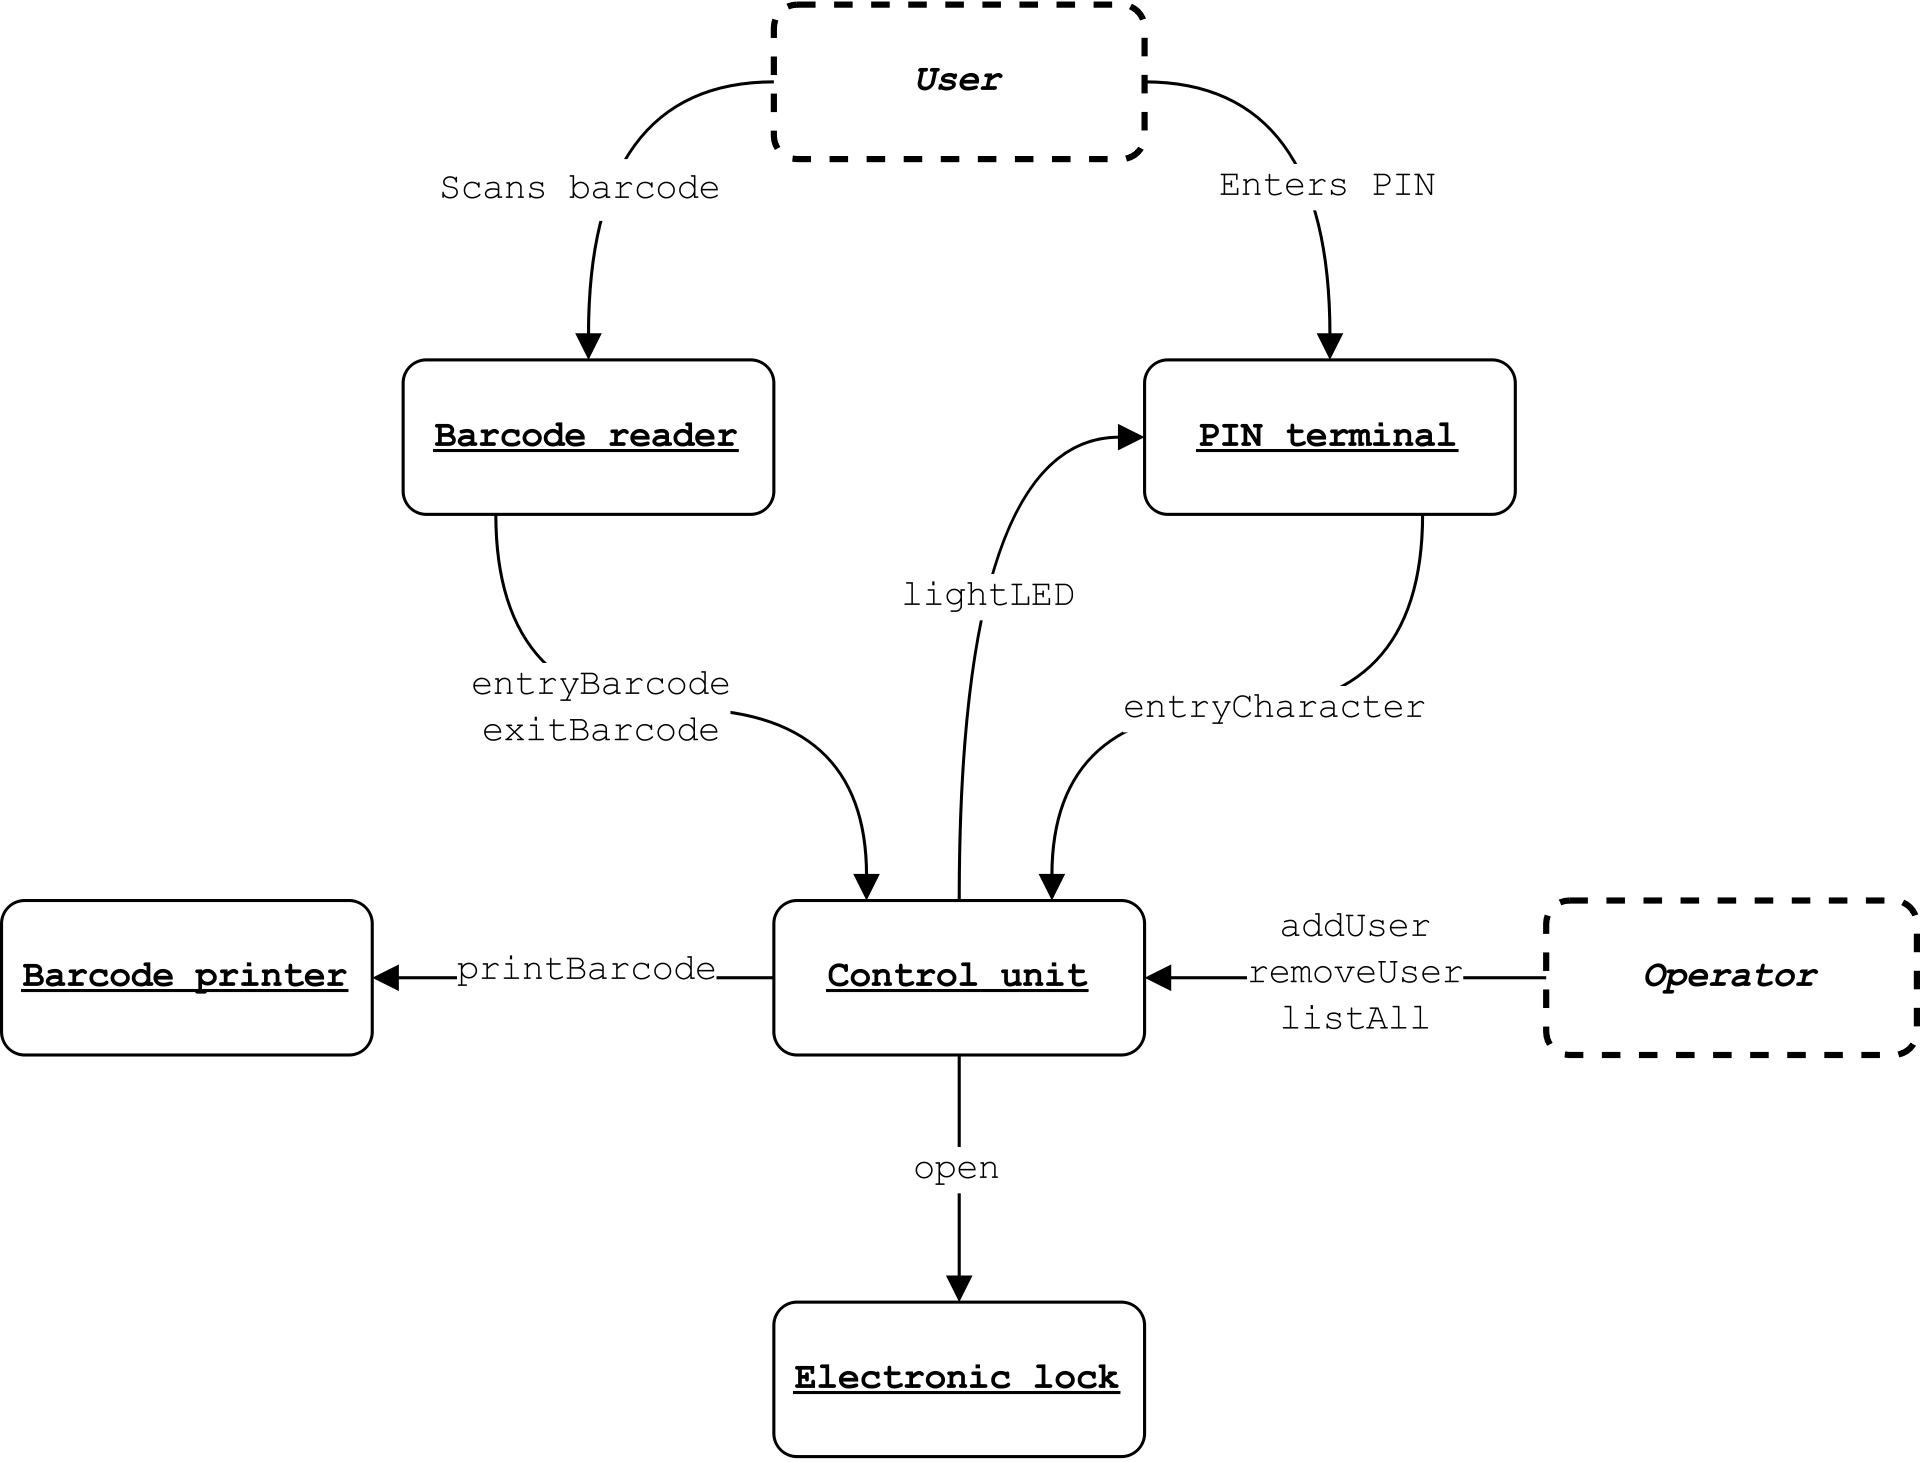 User
Scans barcode
Enters PIN
Barcode reader
PIN terminal
lightLED
entryBarcode
exitBarcode
entryCharacter
Barcode printer
printBarcode
Control unit
addUser
removeUser
listAll
Operator
open
Electronic lock